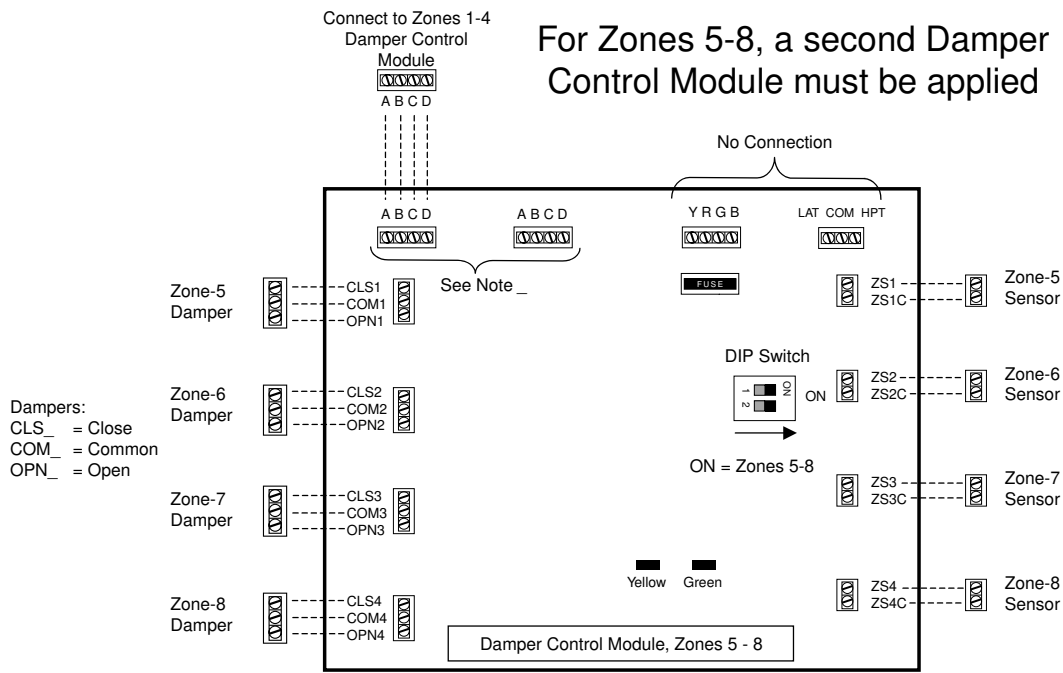 Connect to Zones 1-4
Damper Control
Module
A B C D
For Zones 5-8, a second Damper
Control Module must be applied
No Connection
A B C D
A B C D
Y R G B
LAT COM HPT
See Note _
FUSE
Zone-5
Damper
CLS1
COM1
OPN1
ZS1
ZS1C
Zone-5
Sensor
DIP Switch
1
2
ON
ON
ON = Zones 5-8
Zone-6
Damper
CLS2
COM2
OPN2
ZS2
ZS2C
Zone-6
Sensor
Dampers:
CLS_ = Close
COM_ = Common
OPN_ = Open
Zone-7
Damper
CLS3
COM3
OPN3
ZS3
ZS3C
Zone-7
Sensor
Yellow Green
Zone-8
Damper
CLS4
COM4
OPN4
ZS4
ZS4C
Zone-8
Sensor
Damper Control Module, Zones 5 - 8